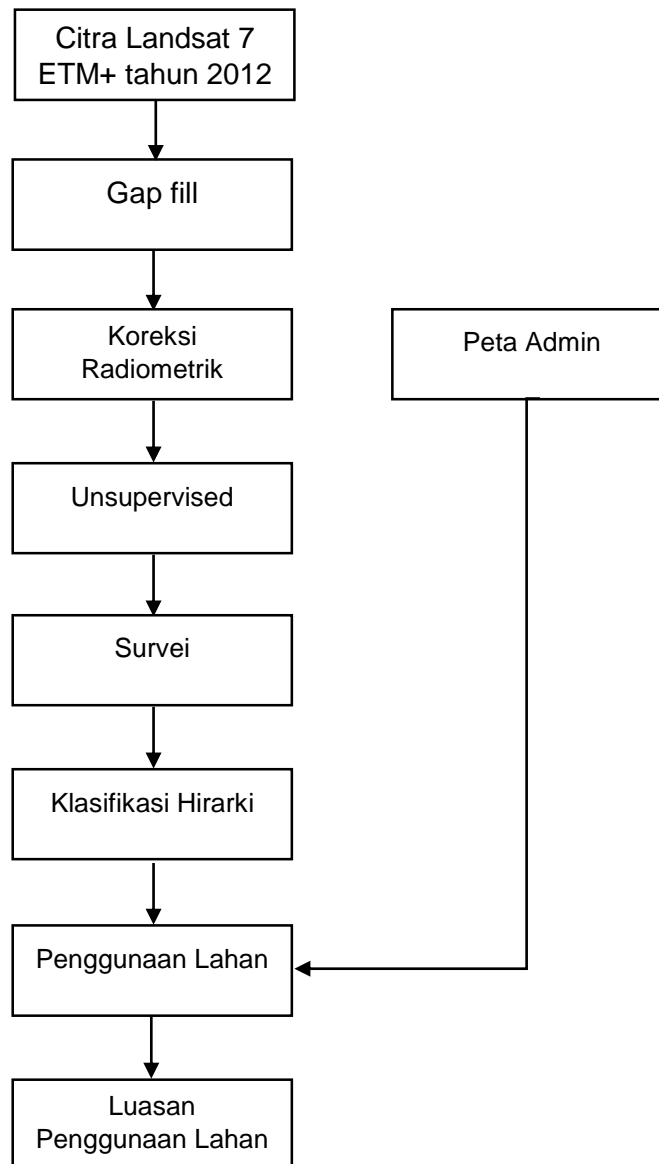 Citra Landsat 7
ETM+ tahun 2012
Gap fill
Koreksi
Radiometrik
Peta Admin
Unsupervised
Survei
Klasifikasi Hirarki
Penggunaan Lahan
Luasan
Penggunaan Lahan